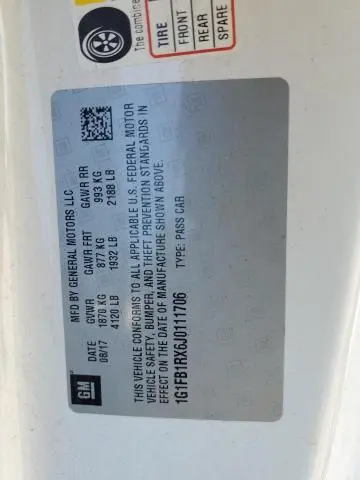 The combine
TIRE
FRONT
REAR
SPARE
MFD BY GENERAL MOTORS LLC
DATE GVWR GAWR FRT GAWR RR
08/17 1870 KG 877 KG 993 KG
4120 LB 1932 LB 2188 LB
THIS VEHICLE CONFORMS TO ALL APPLICABLE U.S. FEDERAL MOTOR
VEHICLE SAFETY, BUMPER, AND THEFT PREVENTION STANDARDS IN
EFFECT ON THE DATE OF MANUFACTURE SHOWN ABOVE.
1G1FB1RX6J0111706 TYPE: PASS CAR
GM